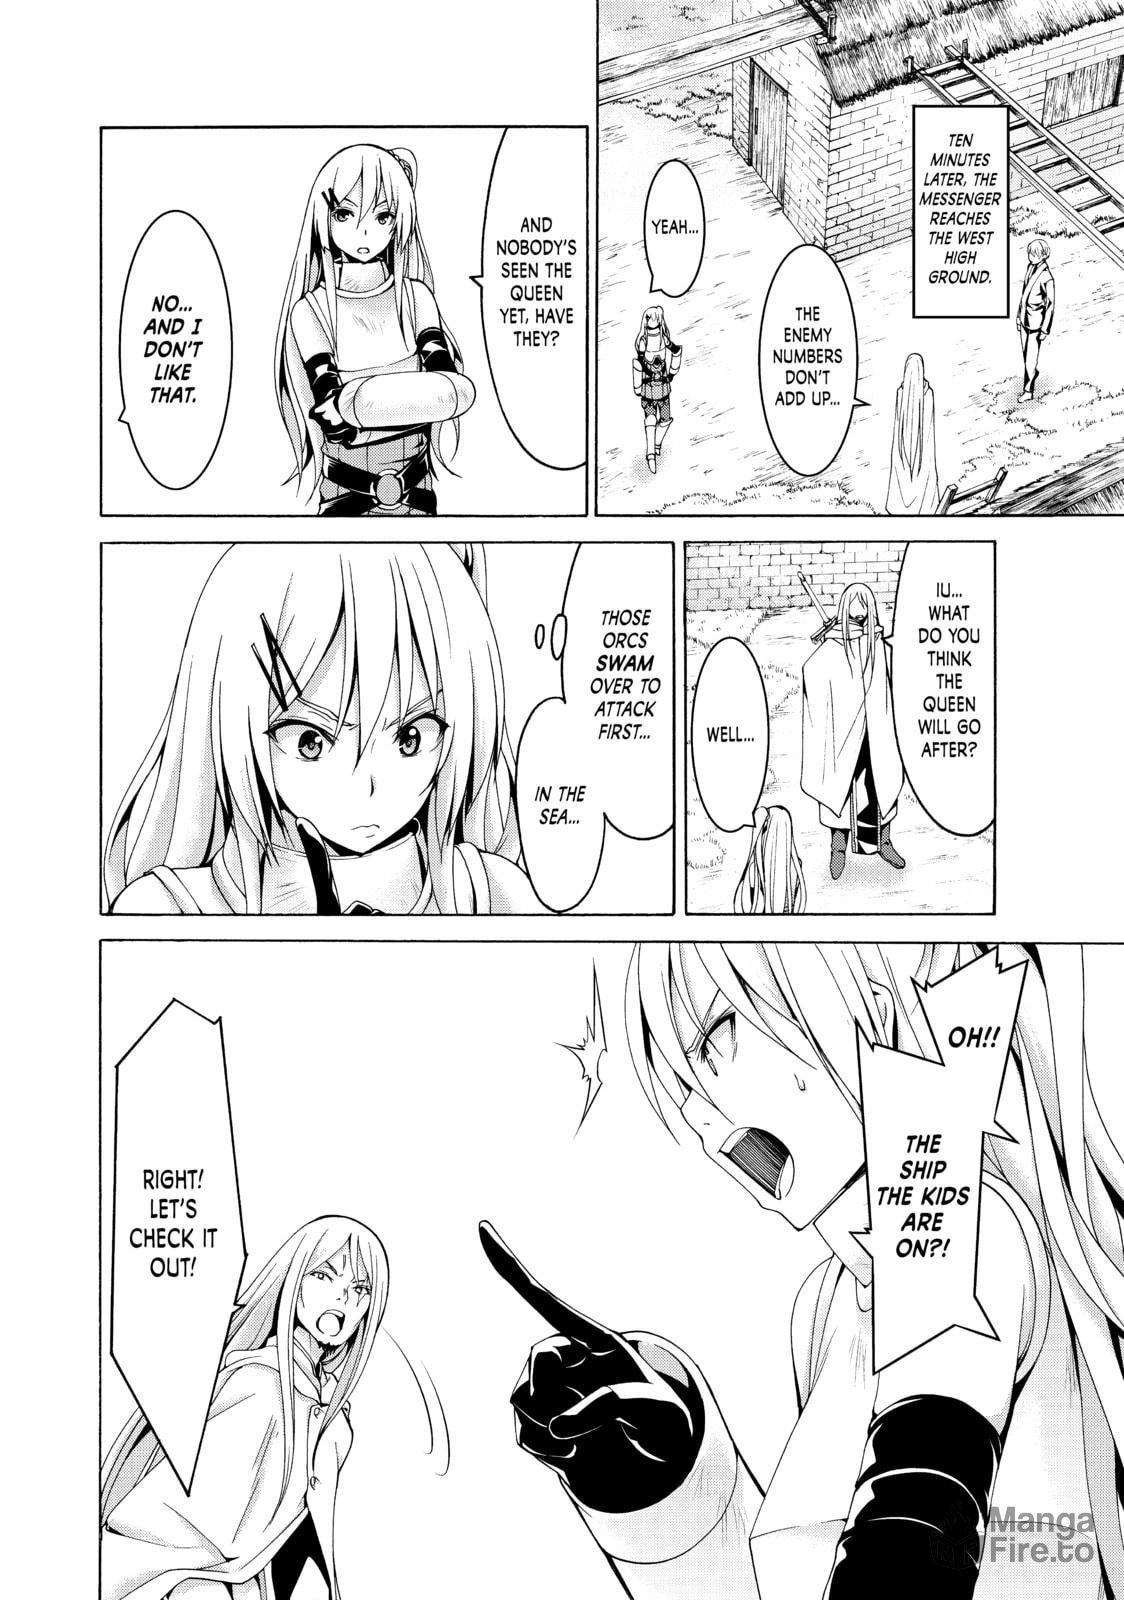 TEN
MINUTES
LATER, THE
MESSENGER
REACHES
THE WEST
HIGH
GROUND.
THE
ENEMY
NUMBERS
DON'T
ADD UP...
YEAH...
AND
NOBODY'S
SEEN THE
QUEEN
YET, HAVE
THEY?
NO...
AND I
DON'T
LIKE
THAT.
IU...
WHAT
DO YOU
THINK
THE
QUEEN
WILL GO
AFTER?
WELL...
THOSE
ORCS
SWAM
OVER TO
ATTACK
FIRST...
IN THE
SEA...
OH!!
THE
SHIP
THE KIDS
ARE
ON?!
RIGHT!
LET'S
CHECK IT
OUT!
Manga
Fire.to